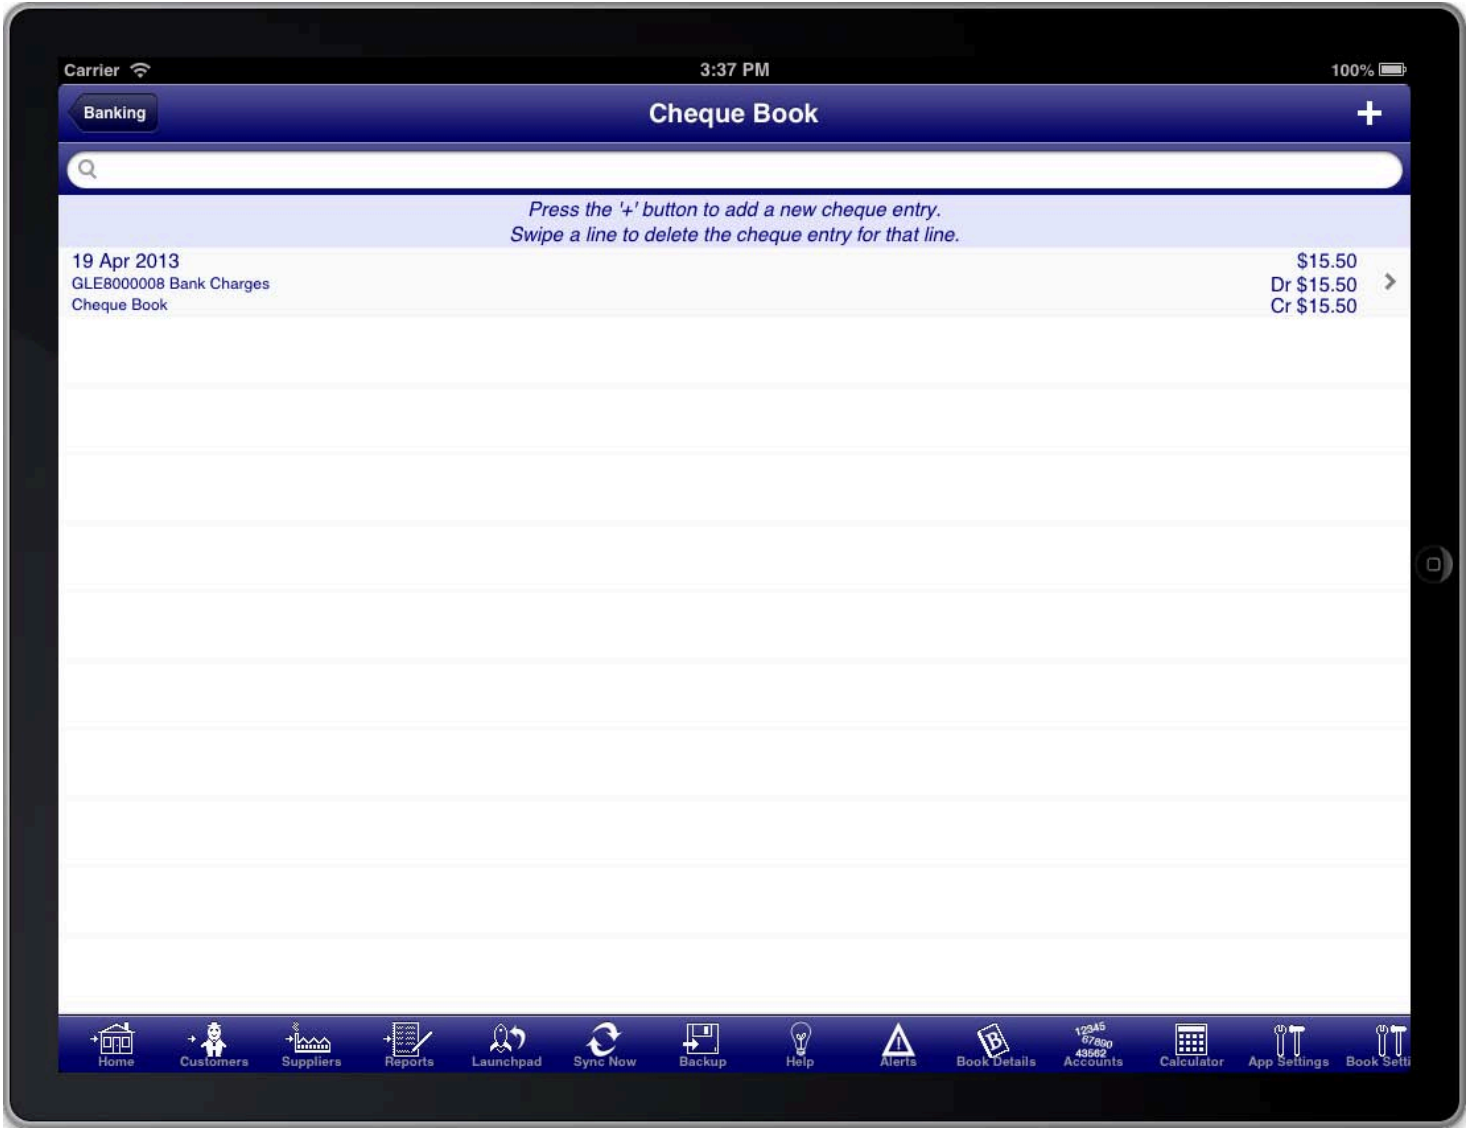 Carrier
3:37 PM
100%
Banking
Cheque Book
+
Press the '+' button to add a new cheque entry.
Swipe a line to delete the cheque entry for that line.
19 Apr 2013
$15.50
GLE8000008 Bank Charges
Dr $15.50
Cheque Book
Cr $15.50
12345
67890
43562
B
Home
Customers
Suppliers
Reports
Launchpad
Sync Now
Backup
Help
Alerts
Book Details
Accounts
Calculator
App Settings
Book Setti